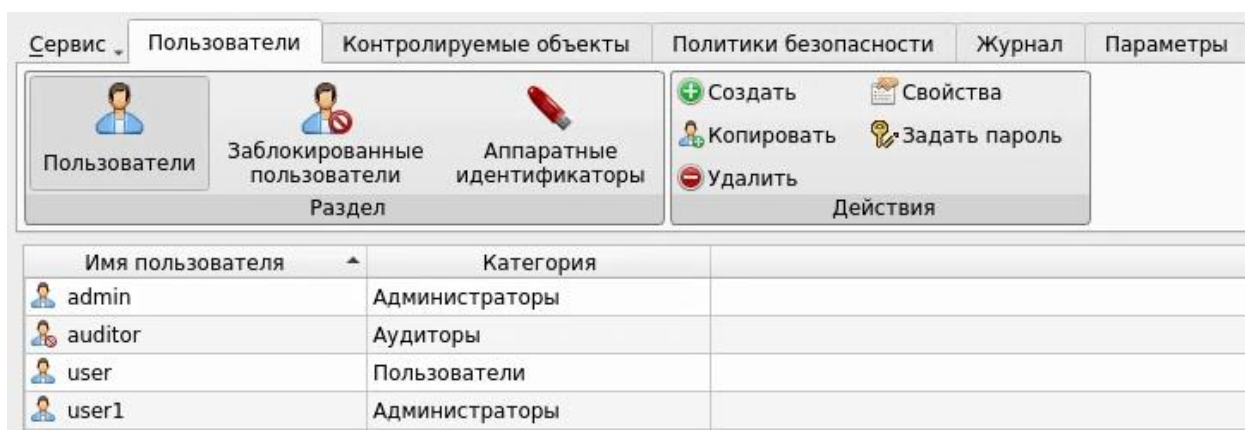 Сервис Пользователи Контролируемые объекты Политики безопасности Журнал Параметры
Пользователи
Заблокированные
пользователи
Аппаратные
идентификаторы
Раздел
Создать Свойства
Копировать Задать пароль
Удалить
Действия
Имя пользователя Категория
admin Администраторы
auditor Аудиторы
user Пользователи
user1 Администраторы